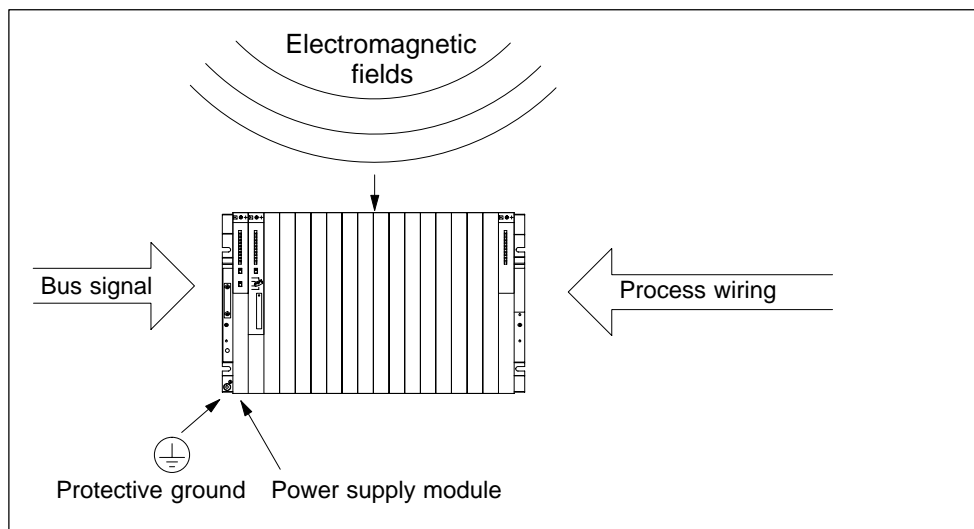 Electromagnetic
fields
Bus signal
Process wiring
Protective ground
Power supply module